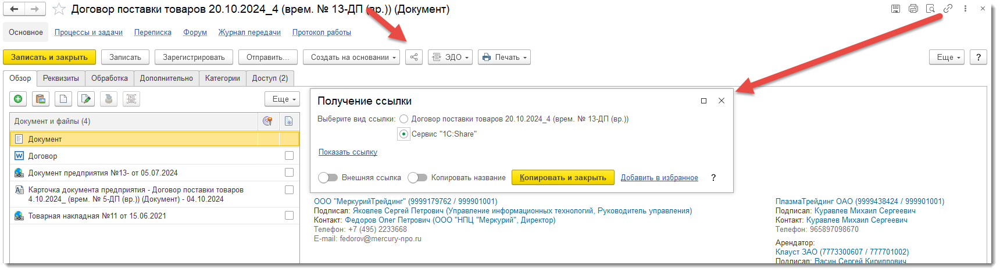 Договор поставки товаров 20.10.2024_4 (врем. № 13-ДП (вр.)) (Документ)
Основное Процессы и задачи Переписка Форум Журнал передачи Протокол работы
Записать и закрыть Записать Зарегистрировать Отправить... Создать на основании ЭДО Печать Еще ?
Обзор Реквизиты Обработка Дополнительно Категории Доступ (2)
Еще
Документ и файлы (4)
Документ
Договор
Документ предприятия №13- от 05.07.2024
Карточка документа предприятия - Договор поставки товаров
4.10.2024_ (врем. № 5-ДП (вр.)) (Документ) - 04.10.2024
Товарная накладная №11 от 15.06.2021
Получение ссылки
Выберите вид ссылки: Договор поставки товаров 20.10.2024_4 (врем. № 13-ДП (вр.))
Сервис "1С:Share"
Показать ссылку
Внешняя ссылка Копировать название Копировать и закрыть Добавить в избранное ?
ООО "МеркурийТрейдинг" (9999179762 / 999901001)
Подписал: Яковлев Сергей Петрович (Управление информационных технологий, Руководитель управления)
Контакт: Федоров Олег Петрович (ООО "НПЦ "Меркурий", Директор)
Телефон: +7 (495) 2233668
E-mail: fedorov@mercury-npo.ru
ПлазмаТрейдинг ОАО (9999438424 / 999901001)
Подписал: Куравлев Михаил Сергеевич
Контакт: Куравлев Михаил Сергеевич
Телефон: 965897098670
Арендатор:
Клауст ЗАО (7773300607 / 777701002)
Подписал: Васин Сергей Кириллович